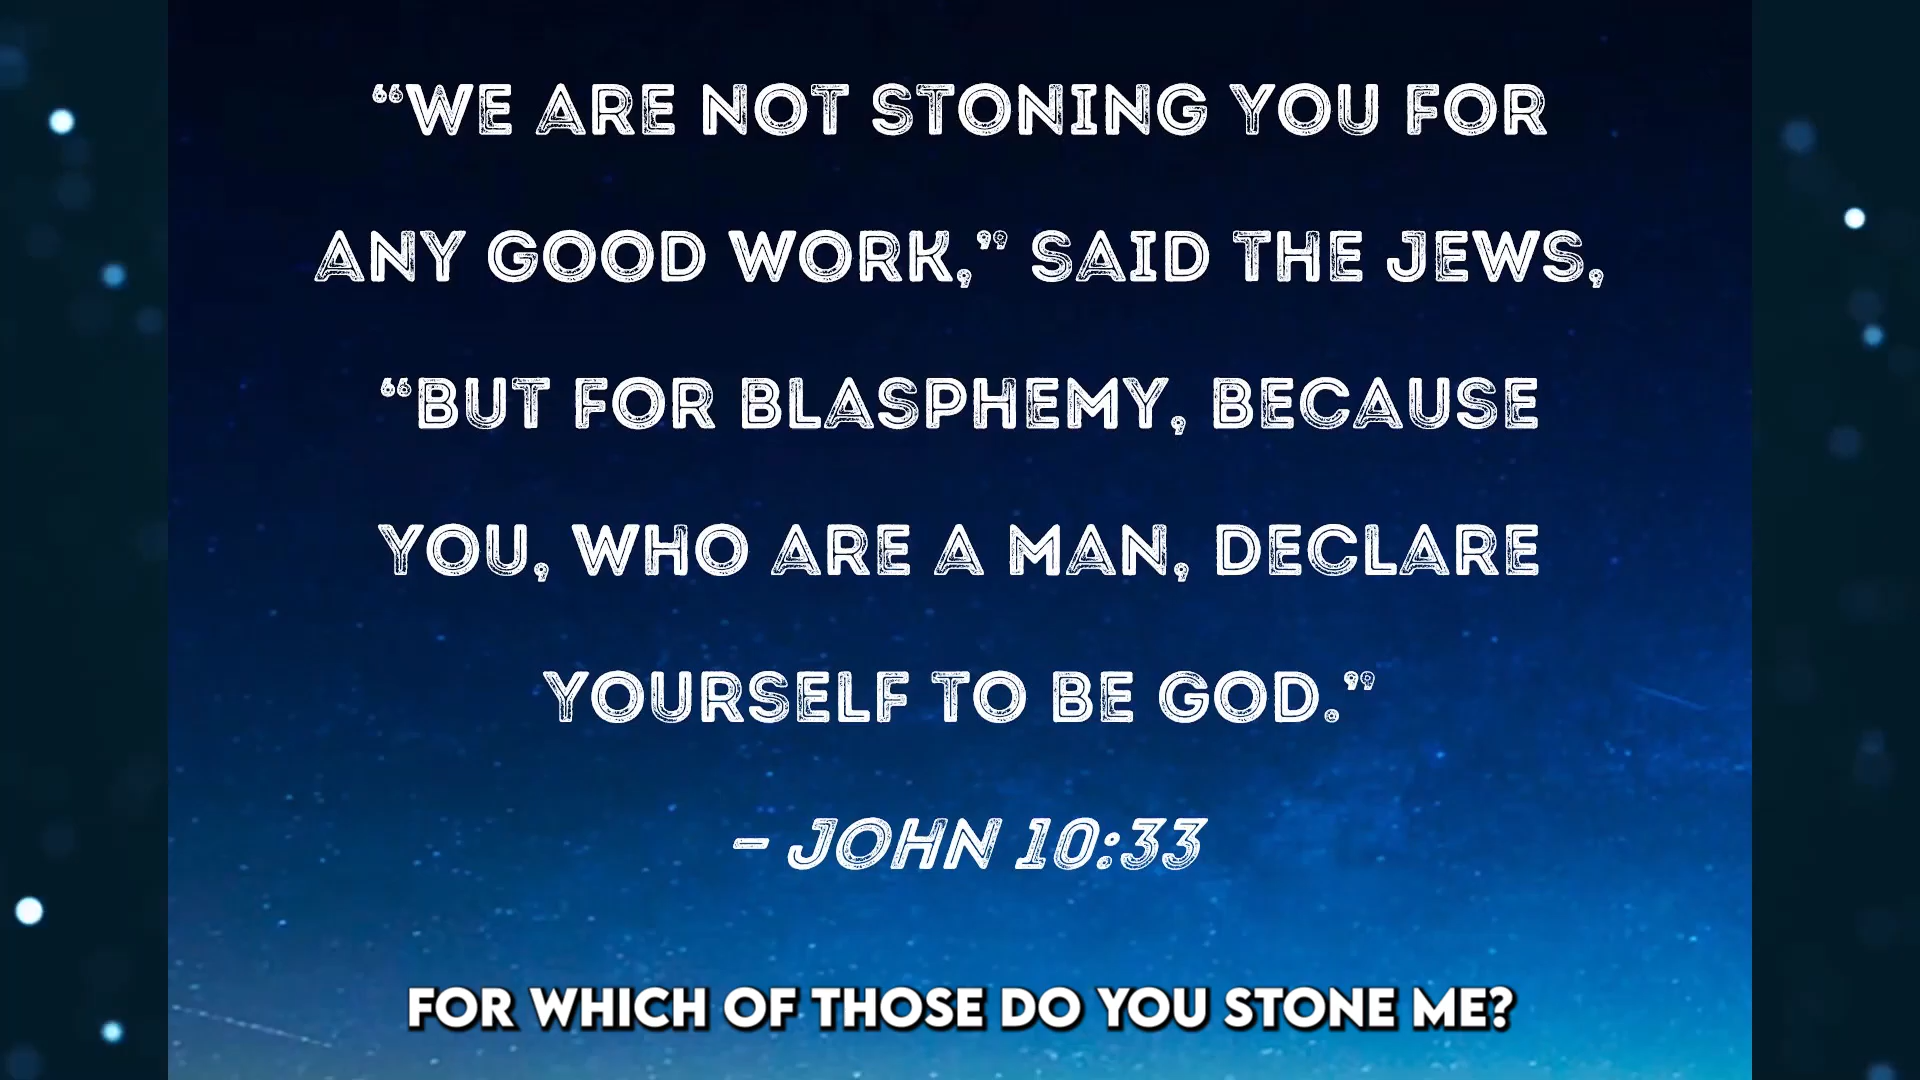 “WE ARE NOT STONING YOU FOR
ANY GOOD WORK,” SAID THE JEWS,
“BUT FOR BLASPHEMY, BECAUSE
YOU, WHO ARE A MAN, DECLARE
YOURSELF TO BE GOD.”
– JOHN 10:33
FOR WHICH OF THOSE DO YOU STONE ME?